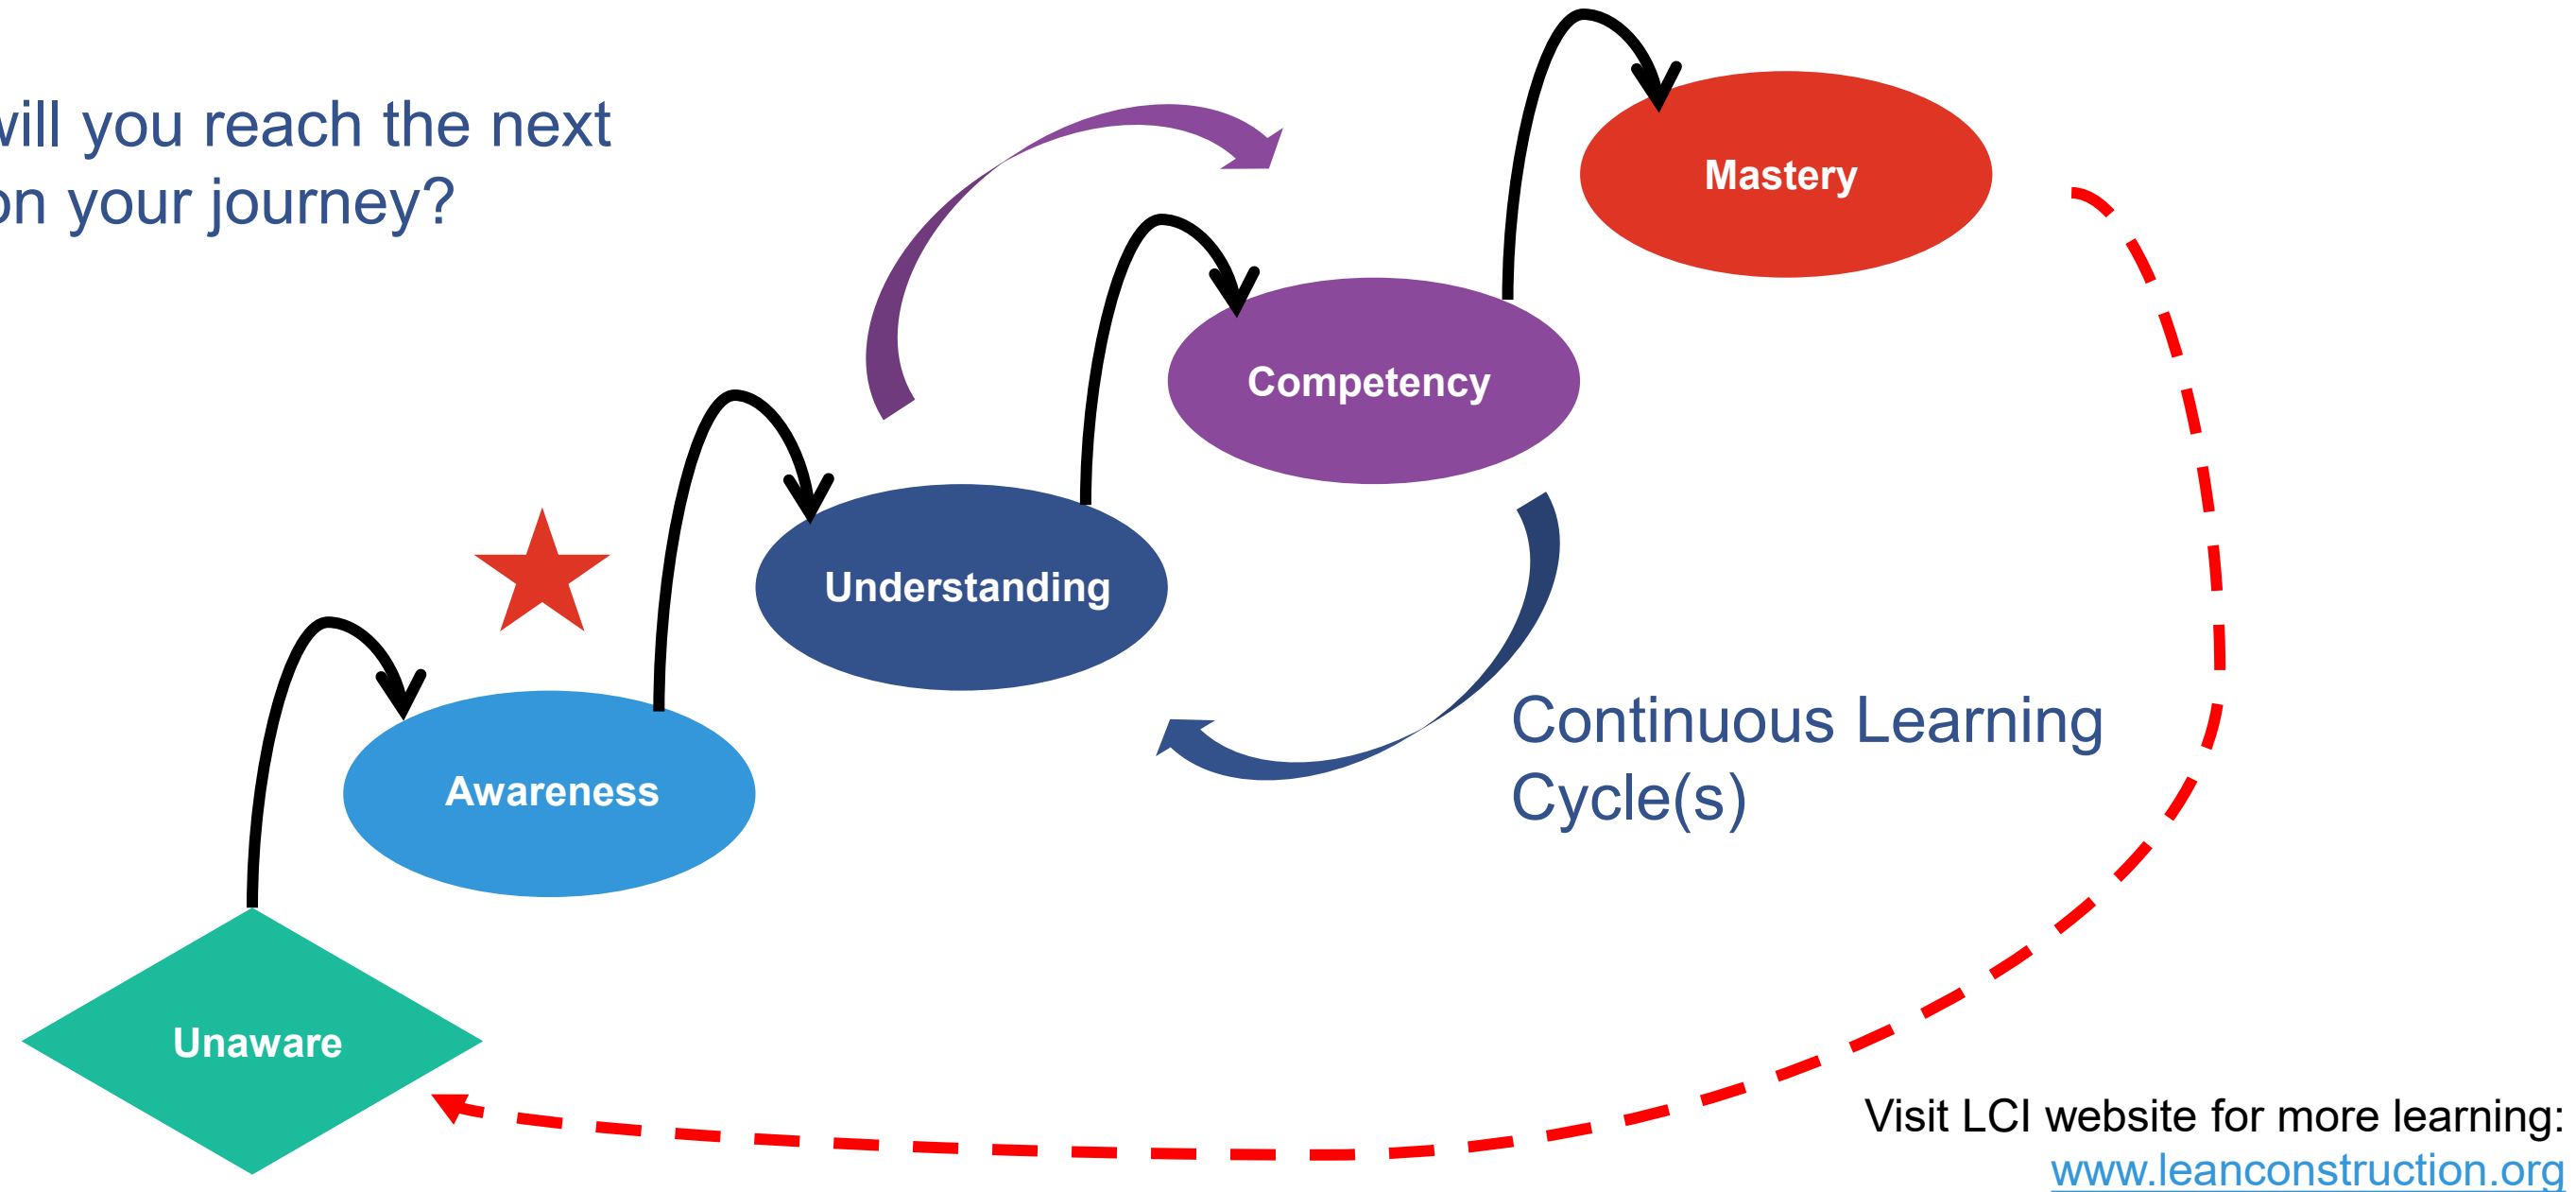 will you reach the next
on your journey?
Mastery
Competency
Understanding
Continuous Learning
Cycle(s)
Awareness
Unaware
Visit LCI website for more learning:
www.leanconstruction.org